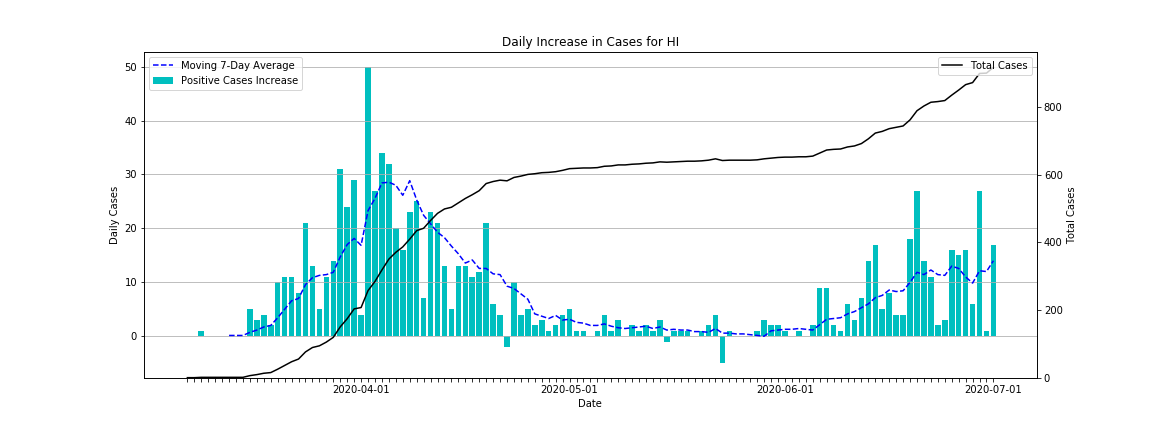 Daily Increase in Cases for HI
Moving 7-Day Average
Positive Cases Increase
Total Cases
50
40
30
20
10
0
Daily Cases
800
600
400
200
0
Total Cases
2020-04-01
2020-05-01
2020-06-01
2020-07-01
Date